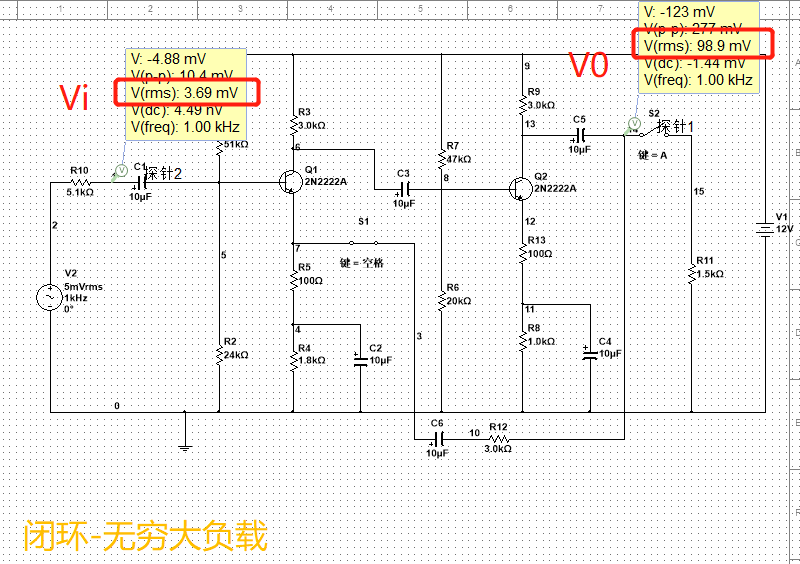 1 2 3 4 5 6 7
V: -4.88 mV
V(p-p): 10.4 mV
V(rms): 3.69 mV
V(dc): 4.49 nV
V(freq): 1.00 kHz
Vi
V: -123 mV
V(p-p): 277 mV
V(rms): 98.9 mV
V(dc): -1.44 mV
V(freq): 1.00 kHz
V0
R10
5.1kΩ
C1
探针2
10μF
51kΩ
R3
3.0kΩ
6
Q1
2N2222A
C3
10μF
R7
47kΩ
8
9
R9
3.0kΩ
13
Q2
2N2222A
C5
10μF
S2
探针1
键 = A
15
2
V2
5mVrms
1kHz
0°
5
7
S1
键 = 空格
R5
100Ω
12
R13
100Ω
V1
12V
R11
1.5kΩ
R2
24kΩ
4
R4
1.8kΩ
C2
10μF
3
R6
20kΩ
11
R8
1.0kΩ
C4
10μF
0
C6
10μF
10
R12
3.0kΩ
闭环-无穷大负载